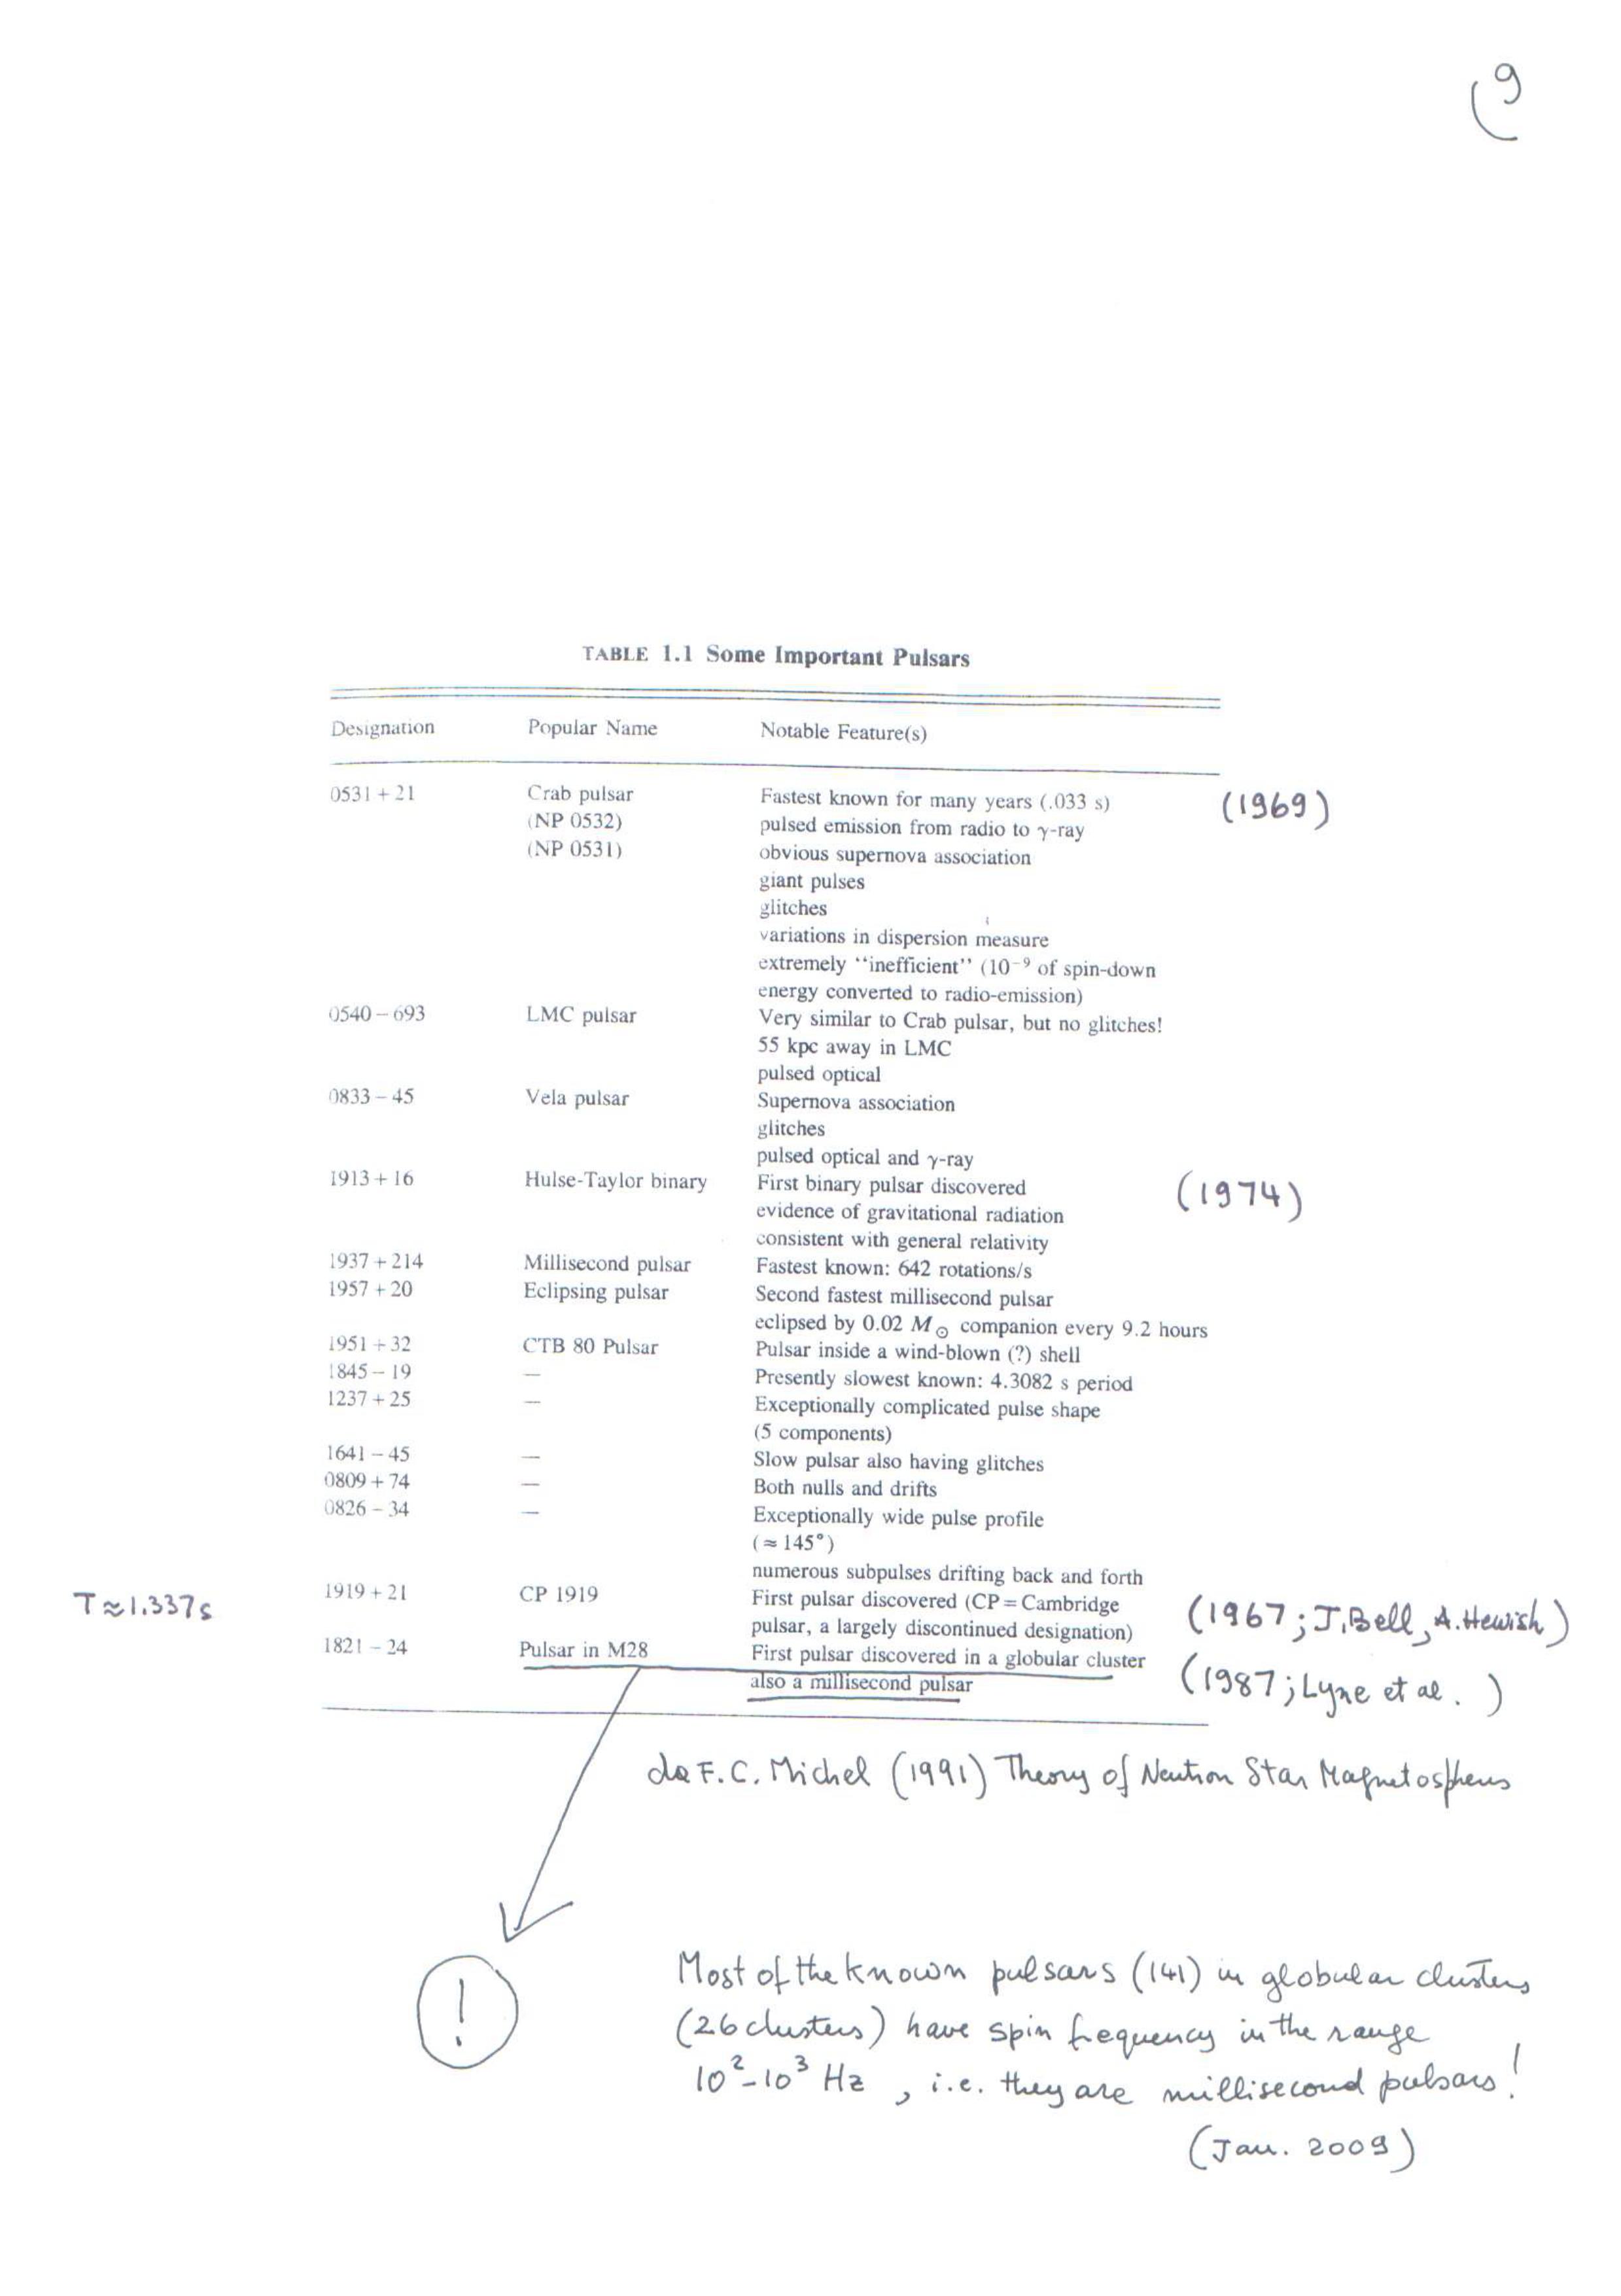 9
TABLE 1.1 Some Important Pulsars
Designation Popular Name Notable Feature(s)
0531 + 21 Crab pulsar Fastest known for many years (.033 s) (1969)
(NP 0532) pulsed emission from radio to γ-ray
(NP 0531) obvious supernova association
giant pulses
glitches
variations in dispersion measure
extremely “inefficient” (10⁻⁹ of spin-down
energy converted to radio-emission)
0540 – 693 LMC pulsar Very similar to Crab pulsar, but no glitches!
55 kpc away in LMC
pulsed optical
0833 – 45 Vela pulsar Supernova association
glitches
pulsed optical and γ-ray
1913 + 16 Hulse-Taylor binary First binary pulsar discovered (1974)
evidence of gravitational radiation
consistent with general relativity
1937 + 214 Millisecond pulsar Fastest known: 642 rotations/s
1957 + 20 Eclipsing pulsar Second fastest millisecond pulsar
eclipsed by 0.02 M⊙ companion every 9.2 hours
1951 + 32 CTB 80 Pulsar Pulsar inside a wind-blown (?) shell
1845 – 19 — Presently slowest known: 4.3082 s period
1237 + 25 — Exceptionally complicated pulse shape
(5 components)
1641 – 45 — Slow pulsar also having glitches
0809 + 74 — Both nulls and drifts
0826 – 34 — Exceptionally wide pulse profile
(≈ 145°)
numerous subpulses drifting back and forth
T≈1.337s 1919 + 21 CP 1919 First pulsar discovered (CP = Cambridge (1967; J.Bell, A.Hewish)
pulsar, a largely discontinued designation)
1821 – 24 Pulsar in M28 First pulsar discovered in a globular cluster (1987; Lyne et al. )
also a millisecond pulsar
da F.C. Michel (1991) Theory of Neutron Star Magnetospheres
!
Most of the known pulsars (141) in globular clusters
(26 clusters) have spin frequency in the range
10²-10³ Hz , i.e. they are millisecond pulsars!
(Jan. 2009)